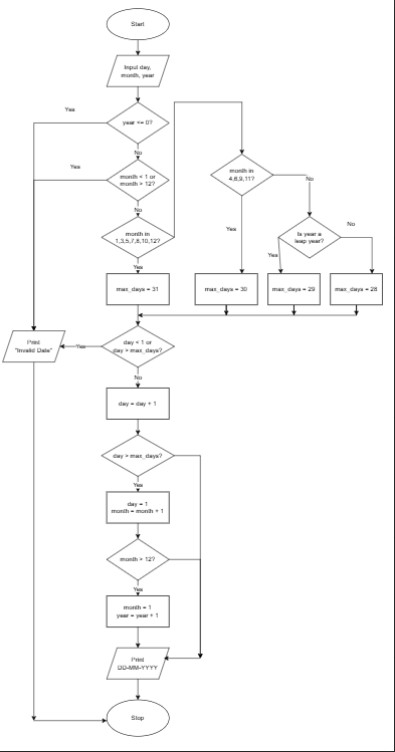 Start
Input day,
month, year
Yes
year <= 0?
No
Yes
month < 1 or
month > 12?
No
month in
4,6,9,11?
No
month in
1,3,5,7,8,10,12?
Yes
Is year a
leap year?
No
Yes
Yes
max_days = 31
max_days = 30
max_days = 29
max_days = 28
Print
"Invalid Date"
Yes
day < 1 or
day > max_days?
No
day = day + 1
day > max_days?
Yes
day = 1
month = month + 1
month > 12?
Yes
month = 1
year = year + 1
Print
DD-MM-YYYY
Stop